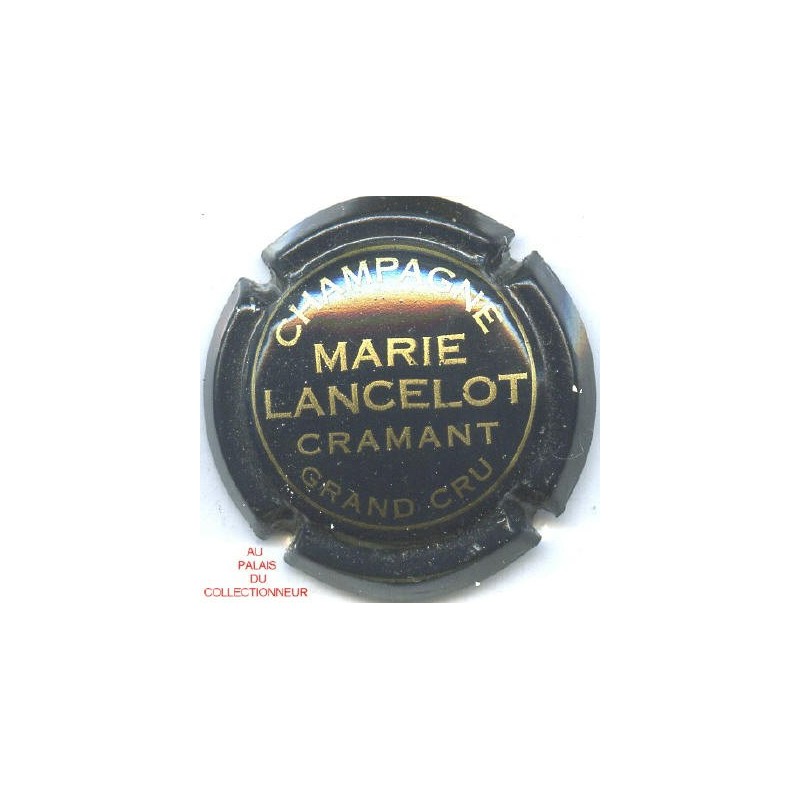 CHAMPAGNE
MARIE
LANCELOT
CRAMANT
GRAND CRU
AU
PALAIS
DU
COLLECTIONNEUR